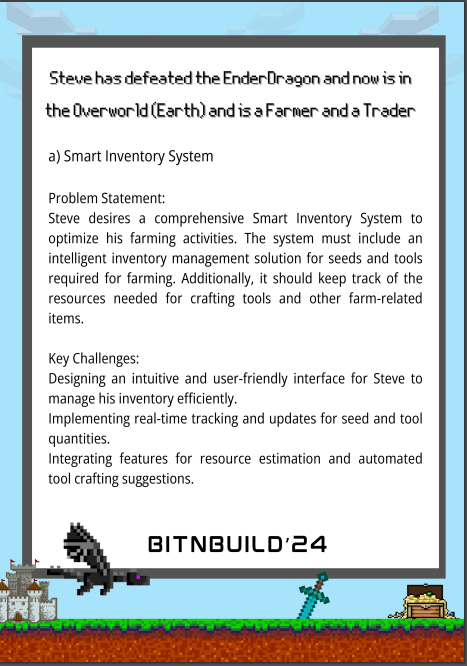 Steve has defeated the EnderDragon and now is in
the Overworld (Earth) and is a Farmer and a Trader
a) Smart Inventory System
Problem Statement:
Steve desires a comprehensive Smart Inventory System to
optimize his farming activities. The system must include an
intelligent inventory management solution for seeds and tools
required for farming. Additionally, it should keep track of the
resources needed for crafting tools and other farm-related
items.
Key Challenges:
Designing an intuitive and user-friendly interface for Steve to
manage his inventory efficiently.
Implementing real-time tracking and updates for seed and tool
quantities.
Integrating features for resource estimation and automated
tool crafting suggestions.
BITNBUILD'24